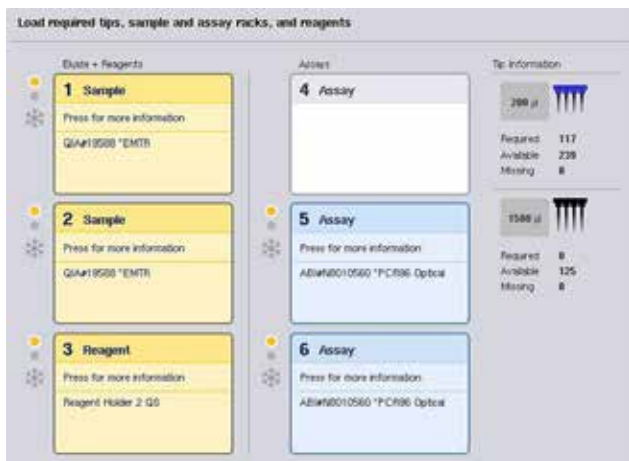 Load required tips, sample and assay racks, and reagents
Eluate + Reagents
1 Sample
Press for more information
QIA#19588 *EMTR
2 Sample
Press for more information
QIA#19588 *EMTR
3 Reagent
Press for more information
Reagent Holder 2 QS
Assays
4 Assay
5 Assay
Press for more information
ABI#N8010560 *PCR96 Optical
6 Assay
Press for more information
ABI#N8010560 *PCR96 Optical
Tip Information
200 µl
Required 117
Available 239
Missing 0
1500 µl
Required 0
Available 125
Missing 0